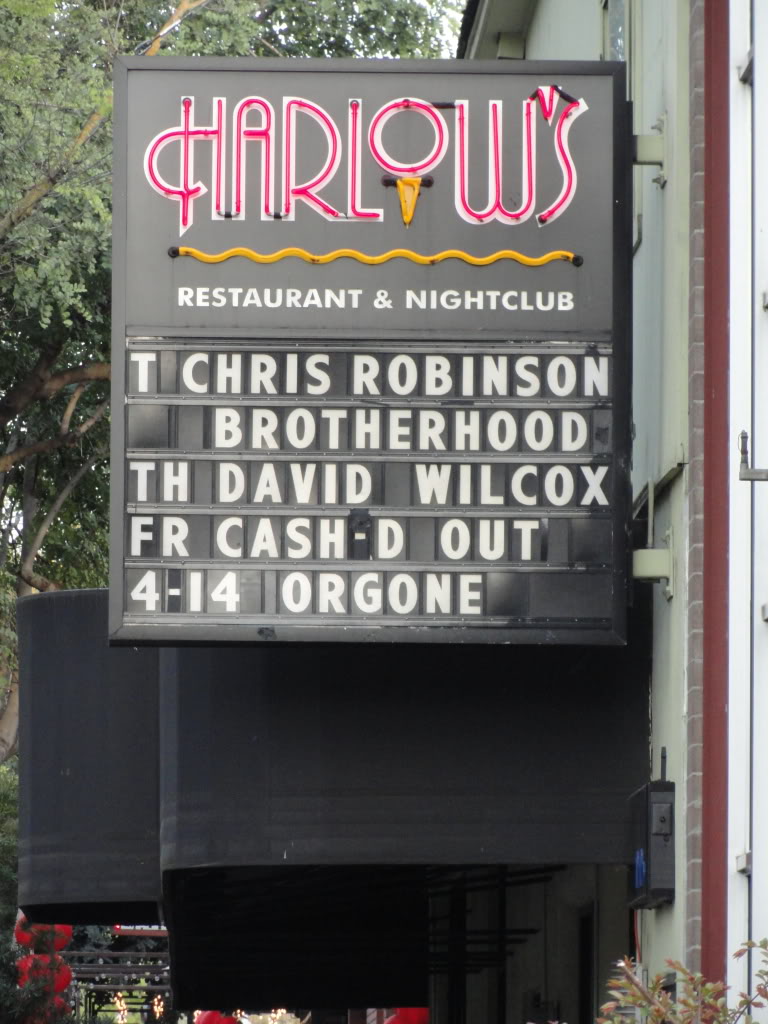 HARLOW'S
RESTAURANT & NIGHTCLUB
T CHRIS ROBINSON
BROTHERHOOD
TH DAVID WILCOX
FR CASH-D OUT
4-14 ORGONE